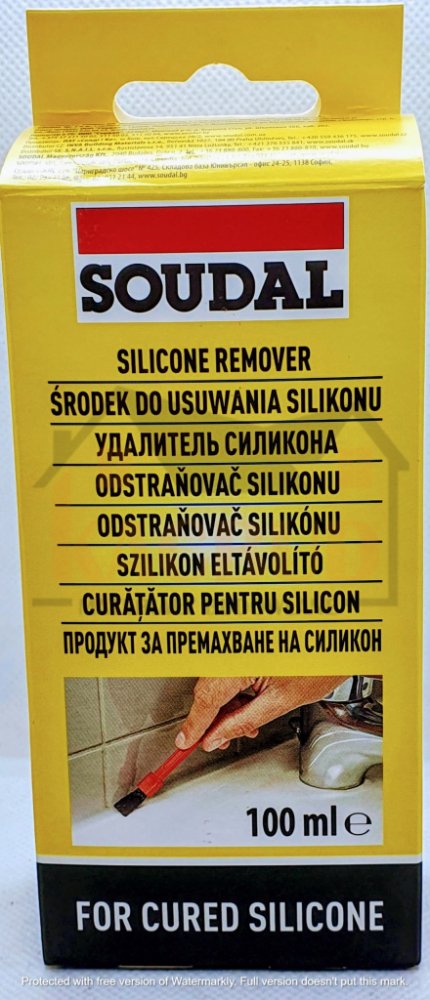 SOUDAL
SILICONE REMOVER
ŚRODEK DO USUWANIA SILIKONU
УДАЛИТЕЛЬ СИЛИКОНА
ODSTRAŇOVAČ SILIKONU
ODSTRAŇOVAČ SILIKÓNU
SZILIKON ELTÁVOLÍTÓ
CURĂȚĂTOR PENTRU SILICON
ПРОДУКТ ЗА ПРЕМАХВАНЕ НА СИЛИКОН
100 ml e
FOR CURED SILICONE
Protected with free version of Watermarkly. Full version doesn't put this mark.